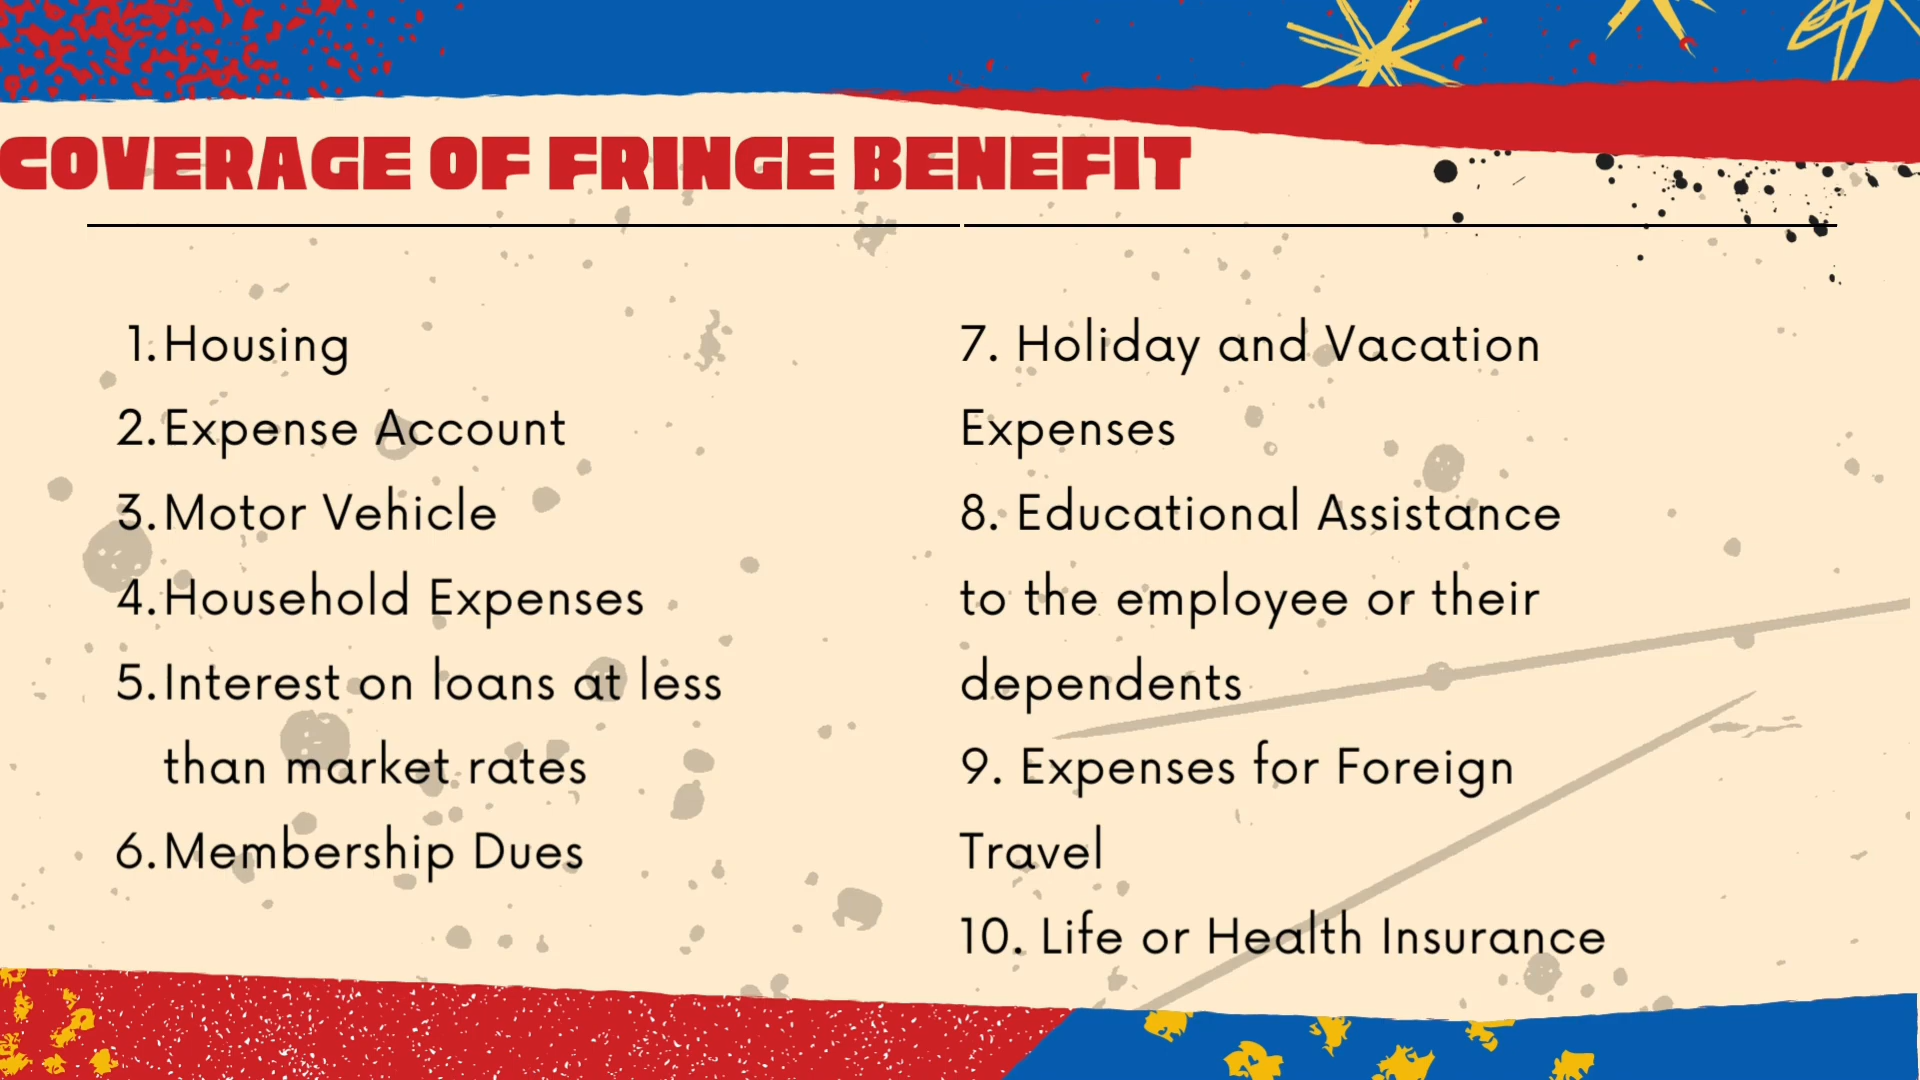 COVERAGE OF FRINGE BENEFIT
1. Housing
2. Expense Account
3. Motor Vehicle
4. Household Expenses
5. Interest on loans at less
than market rates
6. Membership Dues
7. Holiday and Vacation
Expenses
8. Educational Assistance
to the employee or their
dependents
9. Expenses for Foreign
Travel
10. Life or Health Insurance